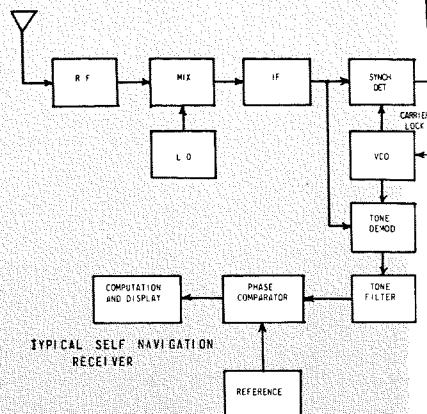 R F
MIX
IF
SYNCH
DET
CARRIER
LOCK
L O
VCO
TONE
DEMOD
COMPUTATION
AND DISPLAY
PHASE
COMPARATOR
TONE
FILTER
TYPICAL SELF NAVIGATION
RECEIVER
REFERENCE